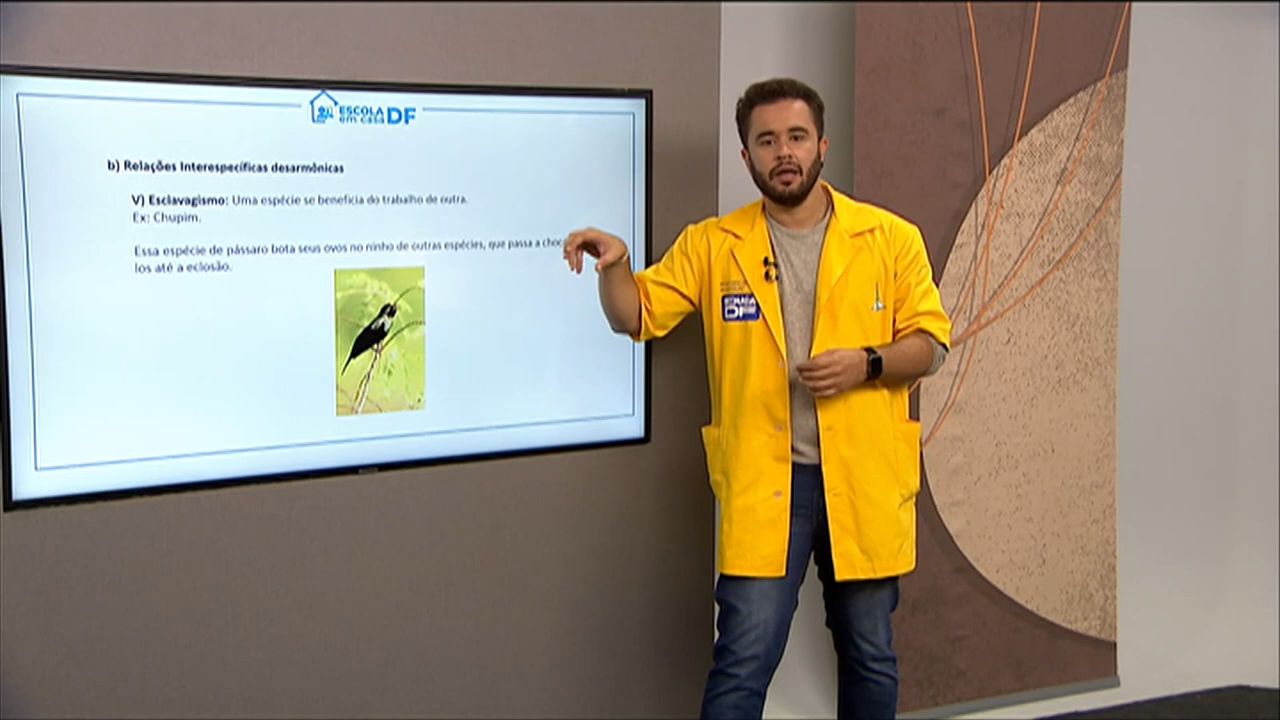 ESCOLA
em casa DF
b) Relações Interespecíficas desarmônicas
V) Esclavagismo: Uma espécie se beneficia do trabalho de outra.
Ex: Chupim.
Essa espécie de pássaro bota seus ovos no ninho de outras espécies, que passa a
los até a eclosão.
DF